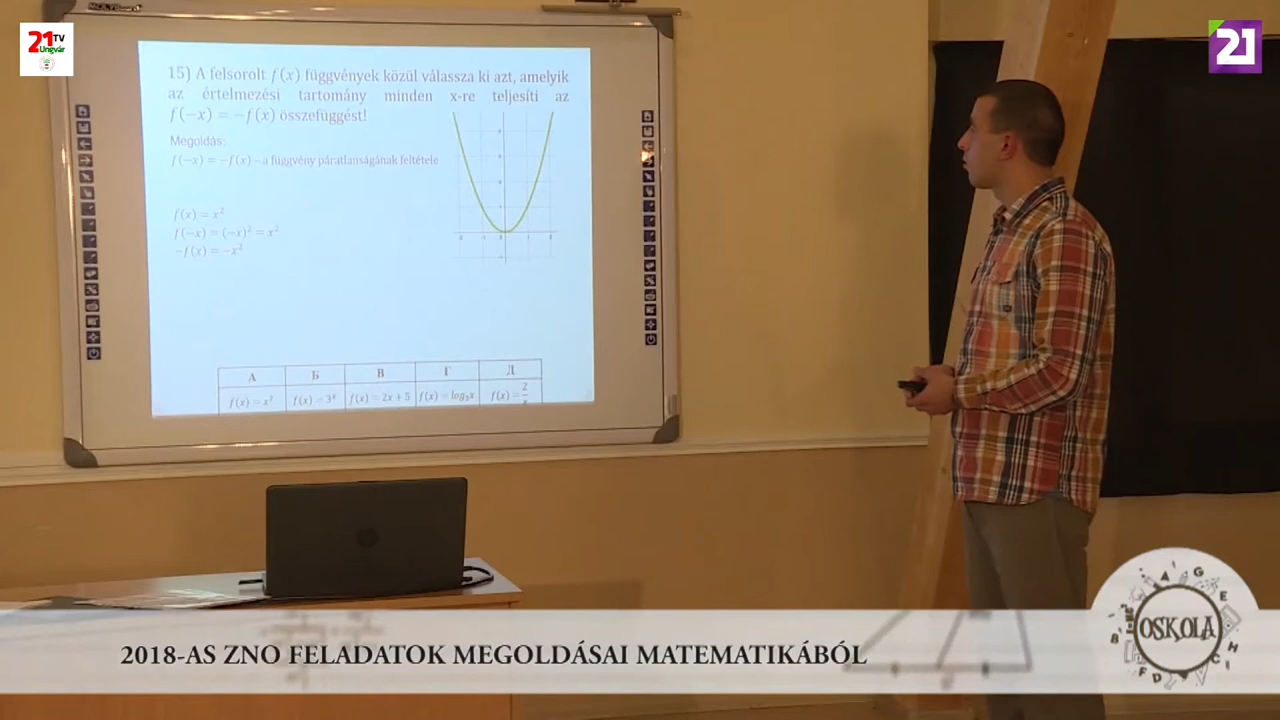 21 TV
Ungvár
21
15) A felsorolt f(x) függvények közül válassza ki azt, amelyik
az értelmezési tartomány minden x-re teljesíti az
f(−x) = −f(x) összefüggést!
Megoldás:
f(−x) = −f(x) – a függvény páratlanságának feltétele
f(x) = x²
f(−x) = (−x)² = x²
−f(x) = −x²
А Б В Г Д
f(x) = x² f(x) = 3ˣ f(x) = 2x + 5 f(x) = log₃x f(x) = 2/x
2018-AS ZNO FELADATOK MEGOLDÁSAI MATEMATIKÁBÓL
OSKOLA